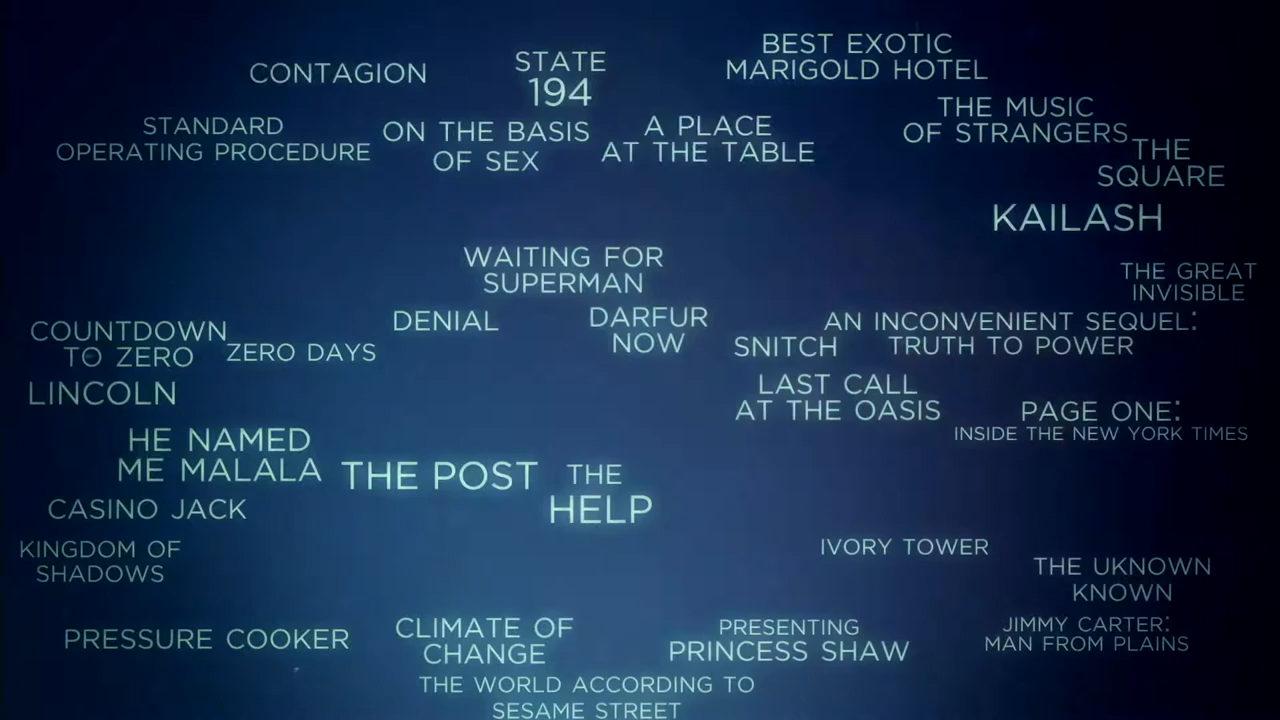 BEST EXOTIC
MARIGOLD HOTEL
STATE
194
CONTAGION
THE MUSIC
OF STRANGERS
STANDARD
OPERATING PROCEDURE
ON THE BASIS
OF SEX
A PLACE
AT THE TABLE
THE
SQUARE
KAILASH
WAITING FOR
SUPERMAN
THE GREAT
INVISIBLE
COUNTDOWN
TO ZERO
ZERO DAYS
DENIAL
DARFUR
NOW
SNITCH
AN INCONVENIENT SEQUEL:
TRUTH TO POWER
LINCOLN
LAST CALL
AT THE OASIS
PAGE ONE:
INSIDE THE NEW YORK TIMES
HE NAMED
ME MALALA
THE POST
THE
HELP
CASINO JACK
KINGDOM OF
SHADOWS
IVORY TOWER
THE UKNOWN
KNOWN
PRESSURE COOKER
CLIMATE OF
CHANGE
PRESENTING
PRINCESS SHAW
JIMMY CARTER:
MAN FROM PLAINS
THE WORLD ACCORDING TO
SESAME STREET